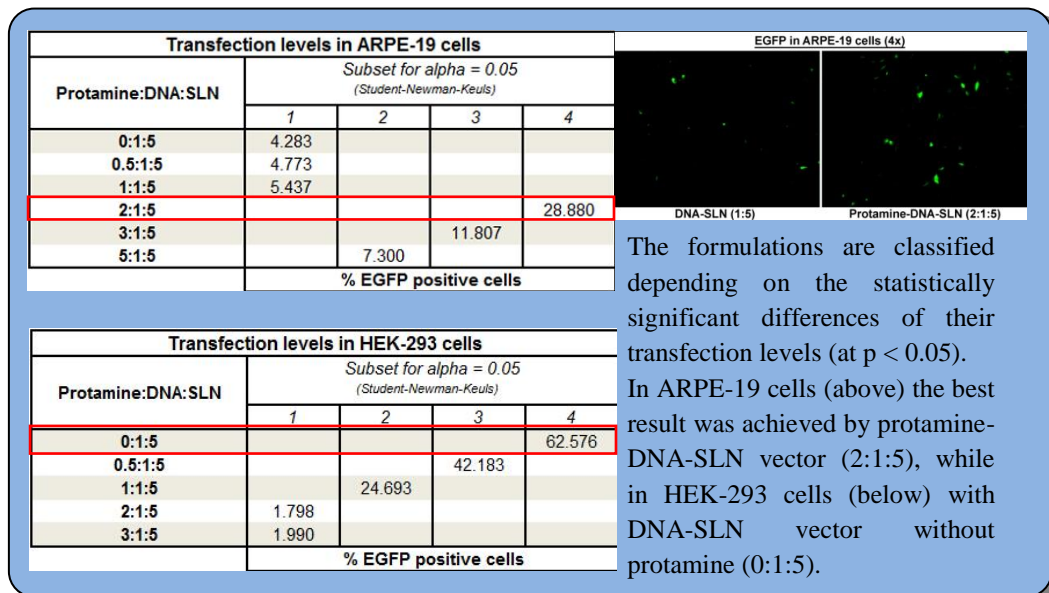 Transfection levels in ARPE-19 cells
Protamine:DNA:SLN
Subset for alpha = 0.05
(Student-Newman-Keuls)
1 2 3 4
0:1:5 4.283
0.5:1:5 4.773
1:1:5 5.437
2:1:5 28.880
3:1:5 11.807
5:1:5 7.300
% EGFP positive cells
EGFP in ARPE-19 cells (4x)
DNA-SLN (1:5) Protamine-DNA-SLN (2:1:5)
Transfection levels in HEK-293 cells
Protamine:DNA:SLN
Subset for alpha = 0.05
(Student-Newman-Keuls)
1 2 3 4
0:1:5 62.576
0.5:1:5 42.183
1:1:5 24.693
2:1:5 1.798
3:1:5 1.990
% EGFP positive cells
The formulations are classified
depending on the statistically
significant differences of their
transfection levels (at p < 0.05).
In ARPE-19 cells (above) the best
result was achieved by protamine-
DNA-SLN vector (2:1:5), while
in HEK-293 cells (below) with
DNA-SLN vector without
protamine (0:1:5).